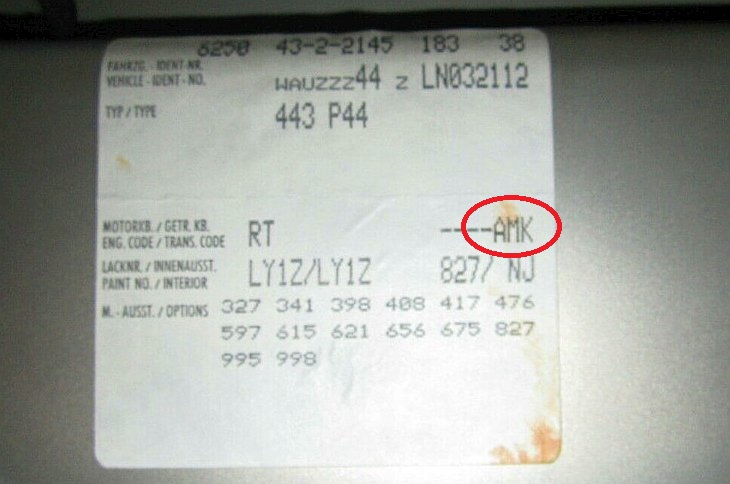 6250 43-2-2145 183 38
FAHRZG. - IDENT-NR.
VEHICLE - IDENT - NO. WAUZZZ44 Z LN032112
TYP / TYPE 443 P44
MOTORKB. / GETR. KB.
ENG. CODE / TRANS. CODE RT ----AMK
LACKNR. / INNENAUSST.
PAINT NO. / INTERIOR LY1Z/LY1Z 827/ NJ
M. - AUSST. / OPTIONS 327 341 398 408 417 476
597 615 621 656 675 827
995 998